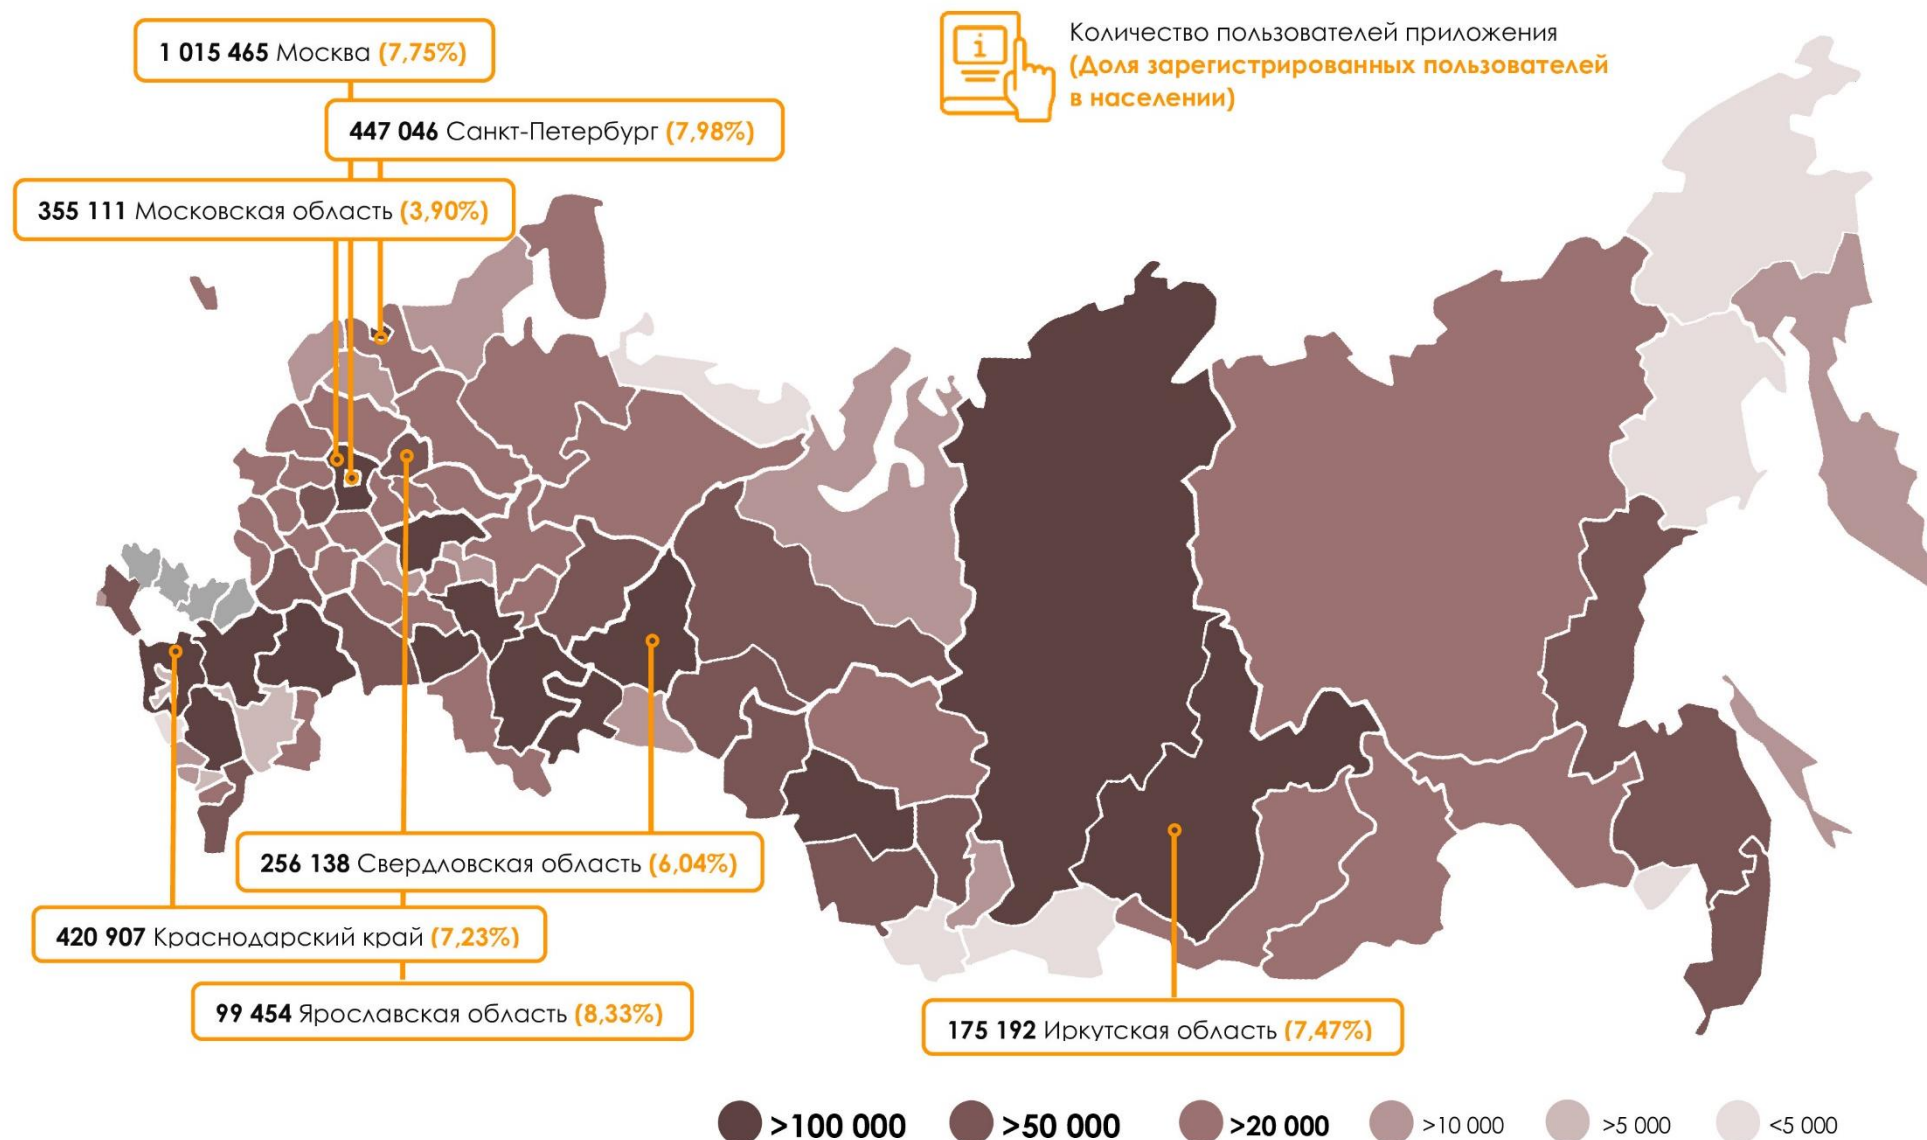 1 015 465 Москва (7,75%)
447 046 Санкт-Петербург (7,98%)
355 111 Московская область (3,90%)
i
Количество пользователей приложения
(Доля зарегистрированных пользователей
в населении)
256 138 Свердловская область (6,04%)
420 907 Краснодарский край (7,23%)
99 454 Ярославская область (8,33%)
175 192 Иркутская область (7,47%)
>100 000 >50 000 >20 000 >10 000 >5 000 <5 000